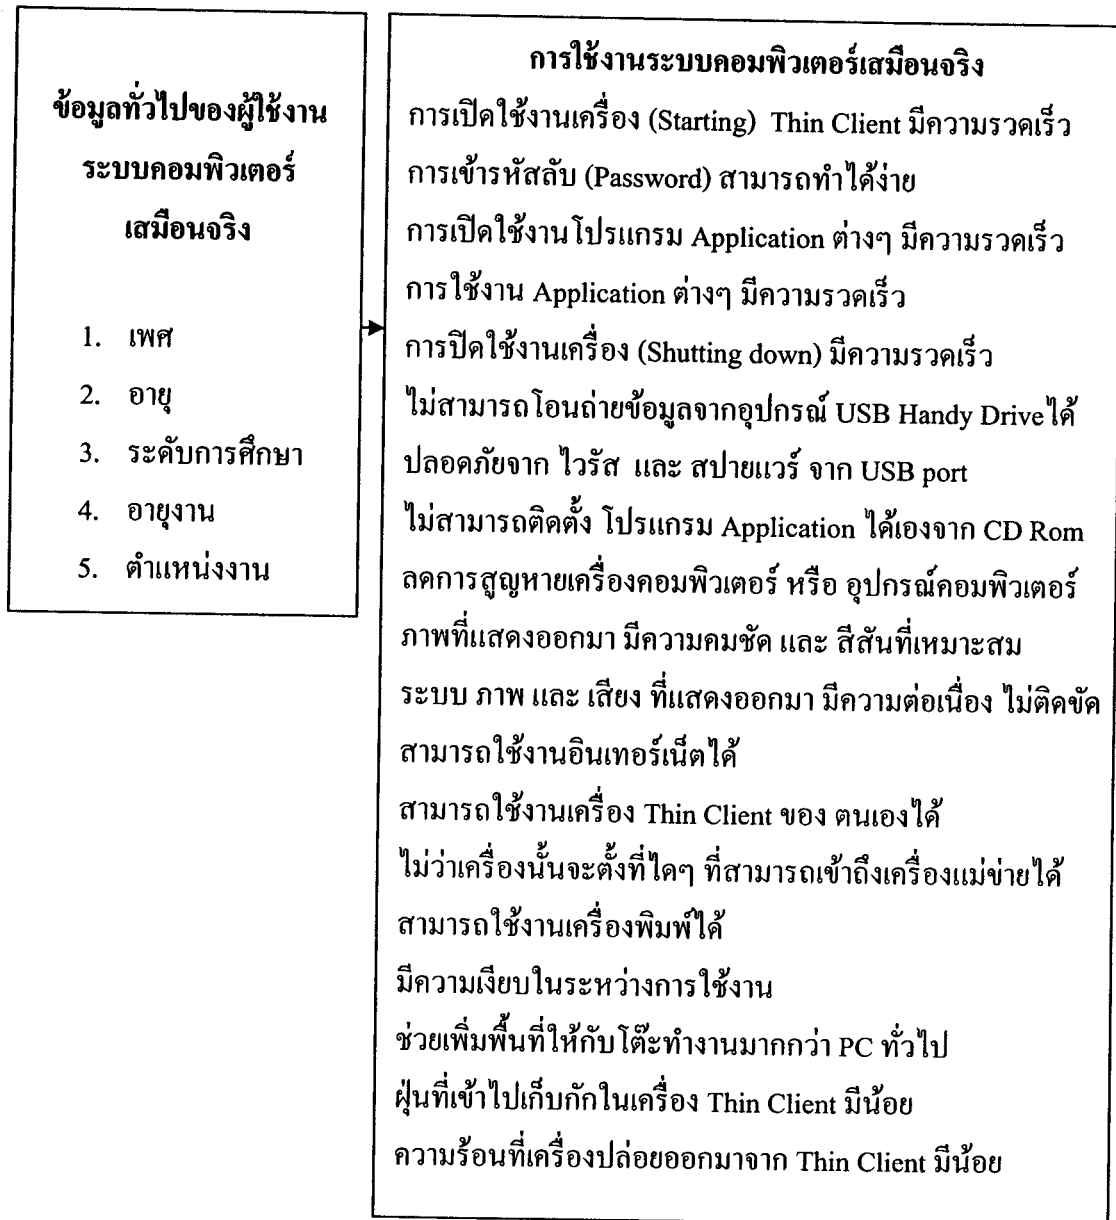 ข้อมูลทั่วไปของผู้ใช้งาน
ระบบคอมพิวเตอร์
เสมือนจริง
1. เพศ
2. อายุ
3. ระดับการศึกษา
4. อายุงาน
5. ตำแหน่งงาน
การใช้งานระบบคอมพิวเตอร์เสมือนจริง
การเปิดใช้งานเครื่อง (Starting) Thin Client มีความรวดเร็ว
การเข้ารหัสลับ (Password) สามารถทำได้ง่าย
การเปิดใช้งานโปรแกรม Application ต่างๆ มีความรวดเร็ว
การใช้งาน Application ต่างๆ มีความรวดเร็ว
การปิดใช้งานเครื่อง (Shutting down) มีความรวดเร็ว
ไม่สามารถโอนถ่ายข้อมูลจากอุปกรณ์ USB Handy Drive ได้
ปลอดภัยจาก ไวรัส และ สปายแวร์ จาก USB port
ไม่สามารถติดตั้ง โปรแกรม Application ได้เองจาก CD Rom
ลดการสูญหายเครื่องคอมพิวเตอร์ หรือ อุปกรณ์คอมพิวเตอร์
ภาพที่แสดงออกมา มีความคมชัด และ สีสันที่เหมาะสม
ระบบ ภาพ และ เสียง ที่แสดงออกมา มีความต่อเนื่อง ไม่ติดขัด
สามารถใช้งานอินเทอร์เน็ตได้
สามารถใช้งานเครื่อง Thin Client ของ ตนเองได้
ไม่ว่าเครื่องนั้นจะตั้งที่ใดๆ ที่สามารถเข้าถึงเครื่องแม่ข่ายได้
สามารถใช้งานเครื่องพิมพ์ได้
มีความเงียบในระหว่างการใช้งาน
ช่วยเพิ่มพื้นที่ให้กับโต๊ะทำงานมากกว่า PC ทั่วไป
ฝุ่นที่เข้าไปเก็บกักในเครื่อง Thin Client มีน้อย
ความร้อนที่เครื่องปล่อยออกมาจาก Thin Client มีน้อย